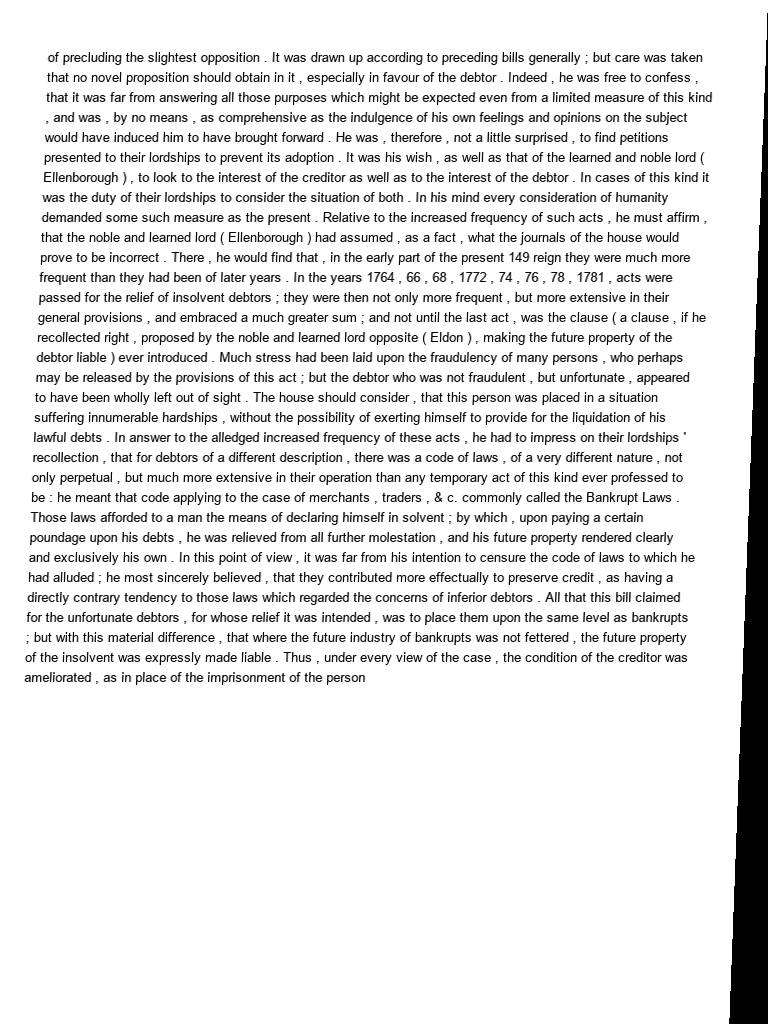 of precluding the slightest opposition . It was drawn up according to preceding bills generally ; but care was taken
that no novel proposition should obtain in it , especially in favour of the debtor . Indeed , he was free to confess ,
that it was far from answering all those purposes which might be expected even from a limited measure of this kind
, and was , by no means , as comprehensive as the indulgence of his own feelings and opinions on the subject
would have induced him to have brought forward . He was , therefore , not a little surprised , to find petitions
presented to their lordships to prevent its adoption . It was his wish , as well as that of the learned and noble lord (
Ellenborough ) , to look to the interest of the creditor as well as to the interest of the debtor . In cases of this kind it
was the duty of their lordships to consider the situation of both . In his mind every consideration of humanity
demanded some such measure as the present . Relative to the increased frequency of such acts , he must affirm ,
that the noble and learned lord ( Ellenborough ) had assumed , as a fact , what the journals of the house would
prove to be incorrect . There , he would find that , in the early part of the present 149 reign they were much more
frequent than they had been of later years . In the years 1764 , 66 , 68 , 1772 , 74 , 76 , 78 , 1781 , acts were
passed for the relief of insolvent debtors ; they were then not only more frequent , but more extensive in their
general provisions , and embraced a much greater sum ; and not until the last act , was the clause ( a clause , if he
recollected right , proposed by the noble and learned lord opposite ( Eldon ) , making the future property of the
debtor liable ) ever introduced . Much stress had been laid upon the fraudulency of many persons , who perhaps
may be released by the provisions of this act ; but the debtor who was not fraudulent , but unfortunate , appeared
to have been wholly left out of sight . The house should consider , that this person was placed in a situation
suffering innumerable hardships , without the possibility of exerting himself to provide for the liquidation of his
lawful debts . In answer to the alledged increased frequency of these acts , he had to impress on their lordships '
recollection , that for debtors of a different description , there was a code of laws , of a very different nature , not
only perpetual , but much more extensive in their operation than any temporary act of this kind ever professed to
be : he meant that code applying to the case of merchants , traders , & c. commonly called the Bankrupt Laws .
Those laws afforded to a man the means of declaring himself in solvent ; by which , upon paying a certain
poundage upon his debts , he was relieved from all further molestation , and his future property rendered clearly
and exclusively his own . In this point of view , it was far from his intention to censure the code of laws to which he
had alluded ; he most sincerely believed , that they contributed more effectually to preserve credit , as having a
directly contrary tendency to those laws which regarded the concerns of inferior debtors . All that this bill claimed
for the unfortunate debtors , for whose relief it was intended , was to place them upon the same level as bankrupts
; but with this material difference , that where the future industry of bankrupts was not fettered , the future property
of the insolvent was expressly made liable . Thus , under every view of the case , the condition of the creditor was
ameliorated , as in place of the imprisonment of the person